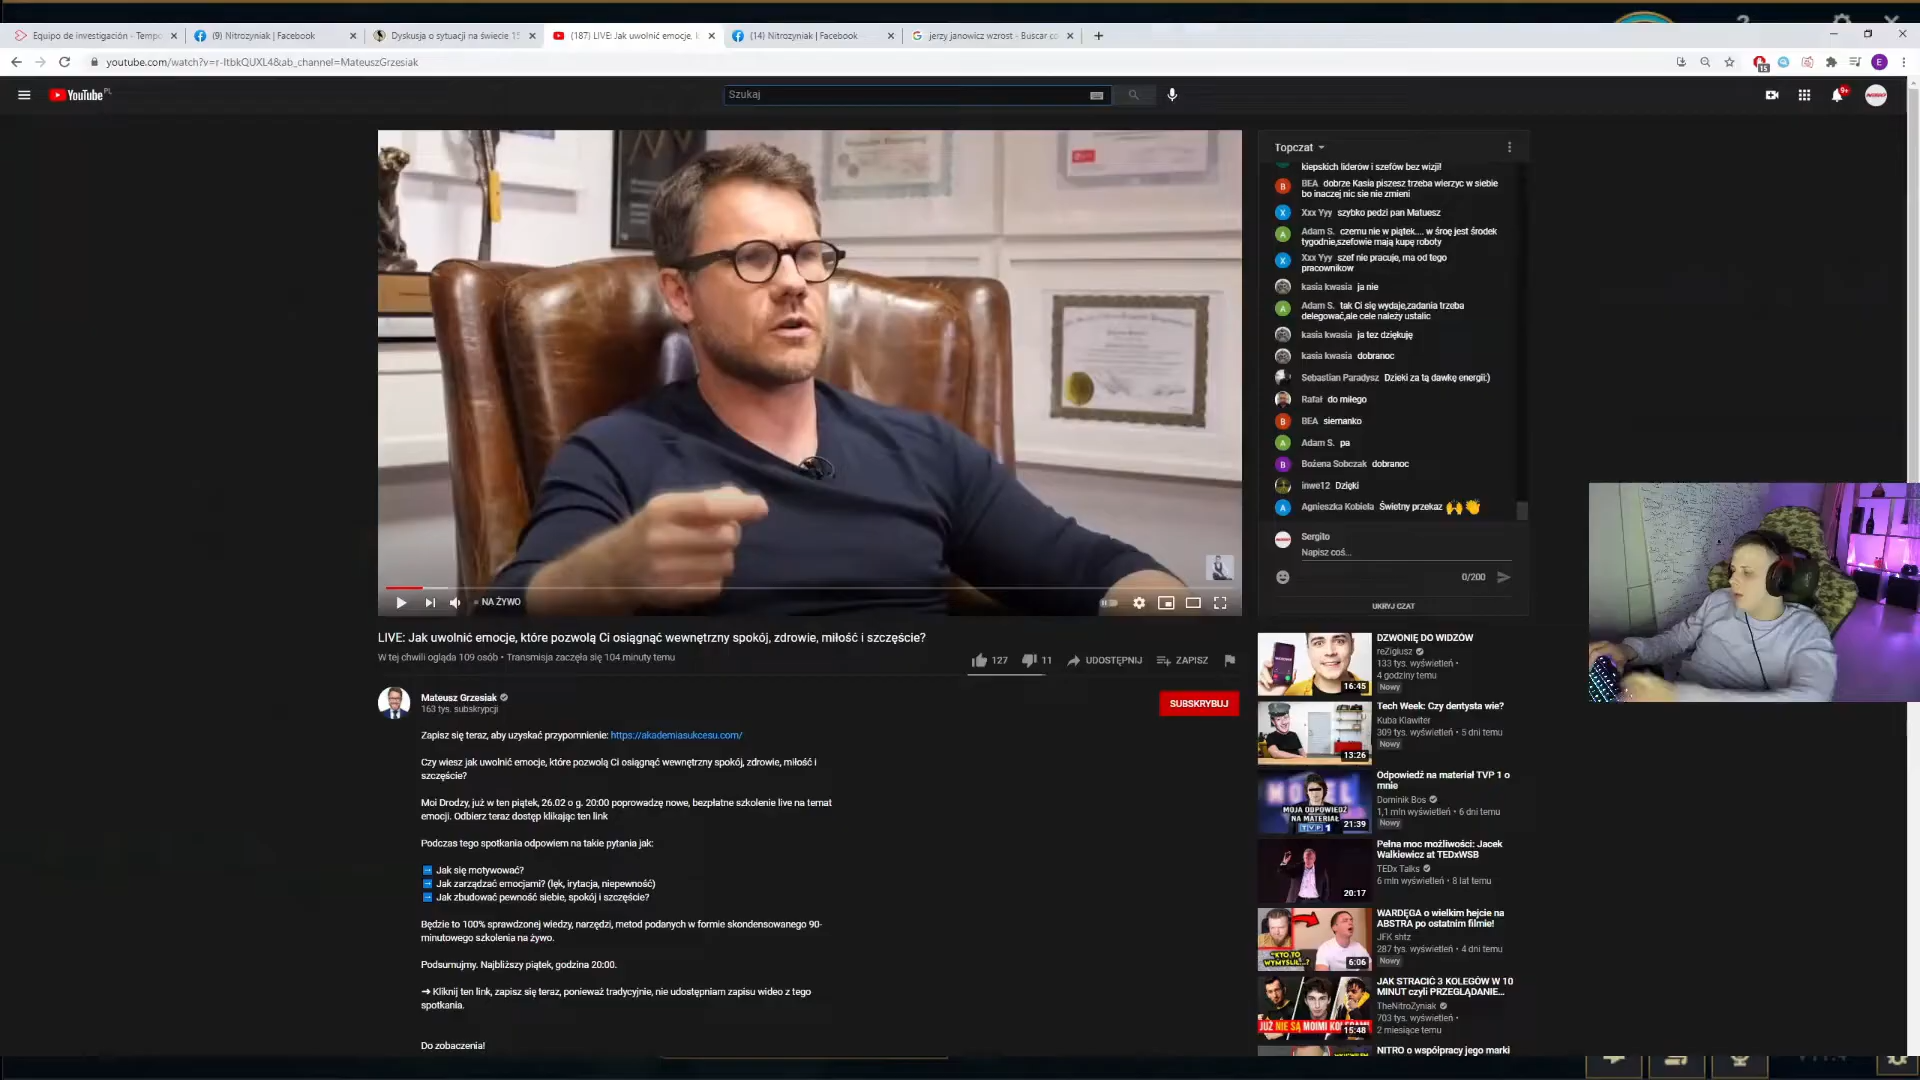 Equipo de investigación - Tempo
(9) Nitrozyniak | Facebook
Dyskusja o sytuacji na świecie 15
(187) LIVE: Jak uwolnić emocje, k
(14) Nitrozyniak | Facebook
jerzy janowicz wzrost - Buscar co
youtube.com/watch?v=r-ItbkQUXL4&ab_channel=MateuszGrzesiak
15
E
YouTube PL
Szukaj
9+
Topczat
kiepskich liderów i szefów bez wizji!
BEA dobrze Kasia piszesz trzeba wierzyc w siebie
bo inaczej nic sie nie zmieni
Xxx Yyy szybko pedzi pan Matuesz
Adam S. czemu nie w piątek.... w śroę jest środek
tygodnie,szefowie mają kupę roboty
Xxx Yyy szef nie pracuje, ma od tego
pracownikow
kasia kwasia ja nie
Adam S. tak Ci się wydaje,zadania trzeba
delegować,ale cele należy ustalic
kasia kwasia ja tez dziękuję
kasia kwasia dobranoc
Sebastian Paradysz Dzieki za tą dawkę energii:)
Rafał do miłego
BEA siemanko
Adam S. pa
Bożena Sobczak dobranoc
inwe12 Dzięki
Agnieszka Kobiela Świetny przekaz 🙌👏
Sergito
Napisz coś...
0/200
UKRYJ CZAT
NA ŻYWO
LIVE: Jak uwolnić emocje, które pozwolą Ci osiągnąć wewnętrzny spokój, zdrowie, miłość i szczęście?
W tej chwili ogląda 109 osób • Transmisja zaczęła się 104 minuty temu
127
11
UDOSTĘPNIJ
ZAPISZ
Mateusz Grzesiak
163 tys. subskrypcji
SUBSKRYBUJ
Zapisz się teraz, aby uzyskać przypomnienie: https://akademiasukcesu.com/
Czy wiesz jak uwolnić emocje, które pozwolą Ci osiągnąć wewnętrzny spokój, zdrowie, miłość i
szczęście?
Moi Drodzy, już w ten piątek, 26.02 o g. 20:00 poprowadzę nowe, bezpłatne szkolenie live na temat
emocji. Odbierz teraz dostęp klikając ten link
Podczas tego spotkania odpowiem na takie pytania jak:
➡ Jak się motywować?
➡ Jak zarządzać emocjami? (lęk, irytacja, niepewność)
➡ Jak zbudować pewność siebie, spokój i szczęście?
Będzie to 100% sprawdzonej wiedzy, narzędzi, metod podanych w formie skondensowanego 90-
minutowego szkolenia na żywo.
Podsumujmy. Najbliższy piątek, godzina 20:00.
➜ Kliknij ten link, zapisz się teraz, ponieważ tradycyjnie, nie udostępniam zapisu wideo z tego
spotkania.
Do zobaczenia!
16:45
DZWONIĘ DO WIDZÓW
reZigiusz
133 tys. wyświetleń •
4 godziny temu
Nowy
13:26
Tech Week: Czy dentysta wie?
Kuba Klawiter
309 tys. wyświetleń • 5 dni temu
Nowy
MOJA ODPOWIEDŹ
NA MATERIAŁ
TVP 1
21:39
Odpowiedź na materiał TVP 1 o
mnie
Dominik Bos
1,1 mln wyświetleń • 6 dni temu
Nowy
20:17
Pełna moc możliwości: Jacek
Walkiewicz at TEDxWSB
TEDx Talks
6 mln wyświetleń • 8 lat temu
"KTO TO
WYMYŚLIŁ...?
6:06
WARDĘGA o wielkim hejcie na
ABSTRA po ostatnim filmie!
JFK shtz
287 tys. wyświetleń • 4 dni temu
Nowy
JUŻ NIE SĄ MOIMI KOLEGAMI
15:48
JAK STRACIĆ 3 KOLEGÓW W 10
MINUT czyli PRZEGLĄDANIE...
TheNitroZyniak
703 tys. wyświetleń •
2 miesiące temu
NITRO o współpracy jego marki